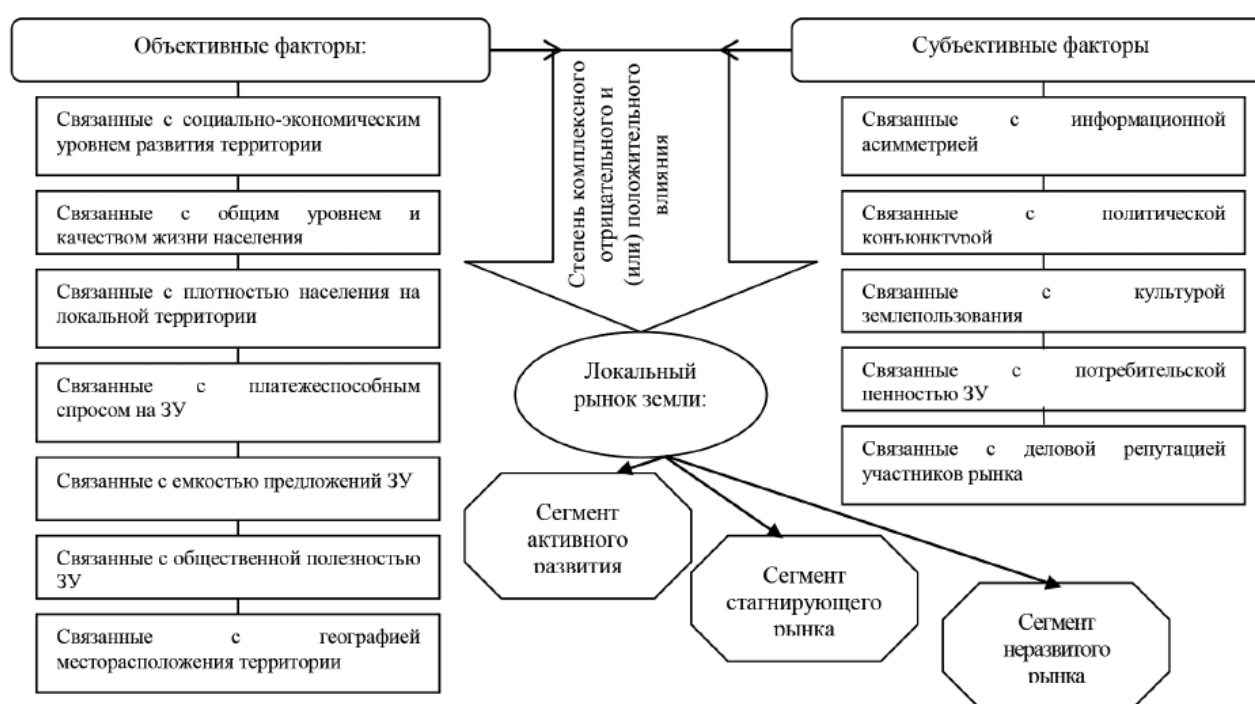 Объективные факторы:
Связанные с социально-экономическим
уровнем развития территории
Связанные с общим уровнем и
качеством жизни населения
Связанные с плотностью населения на
локальной территории
Связанные с платежеспособным
спросом на ЗУ
Связанные с емкостью предложений ЗУ
Связанные с общественной полезностью
ЗУ
Связанные с географией
месторасположения территории
Степень комплексного
отрицательного и
(или) положительного
влияния
Субъективные факторы
Связанные с информационной
асимметрией
Связанные с политической
конъюнктурой
Связанные с культурой
землепользования
Связанные с потребительской
ценностью ЗУ
Связанные с деловой репутацией
участников рынка
Локальный
рынок земли:
Сегмент
активного
развития
Сегмент
стагнирующего
рынка
Сегмент
неразвитого
рынка